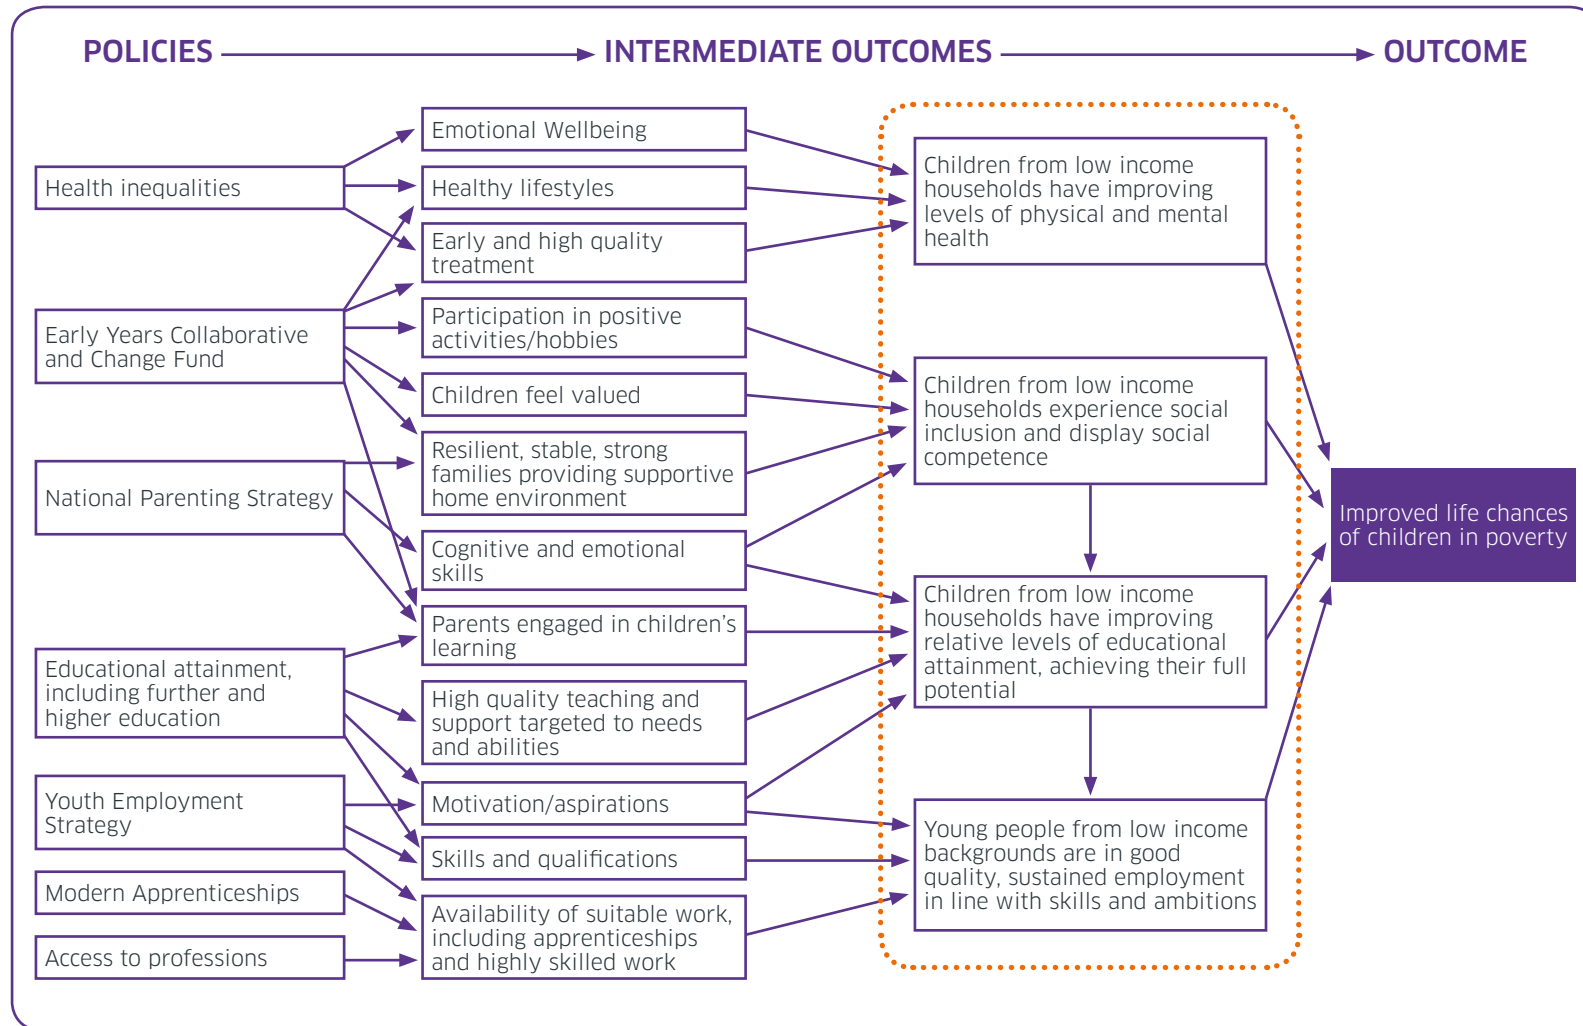 POLICIES
INTERMEDIATE OUTCOMES
OUTCOME
Health inequalities
Early Years Collaborative
and Change Fund
National Parenting Strategy
Educational attainment,
including further and
higher education
Youth Employment
Strategy
Modern Apprenticeships
Access to professions
Emotional Wellbeing
Healthy lifestyles
Early and high quality
treatment
Participation in positive
activities/hobbies
Children feel valued
Resilient, stable, strong
families providing supportive
home environment
Cognitive and emotional
skills
Parents engaged in children’s
learning
High quality teaching and
support targeted to needs
and abilities
Motivation/aspirations
Skills and qualifications
Availability of suitable work,
including apprenticeships
and highly skilled work
Children from low income
households have improving
levels of physical and mental
health
Children from low income
households experience social
inclusion and display social
competence
Children from low income
households have improving
relative levels of educational
attainment, achieving their full
potential
Young people from low income
backgrounds are in good
quality, sustained employment
in line with skills and ambitions
Improved life chances
of children in poverty